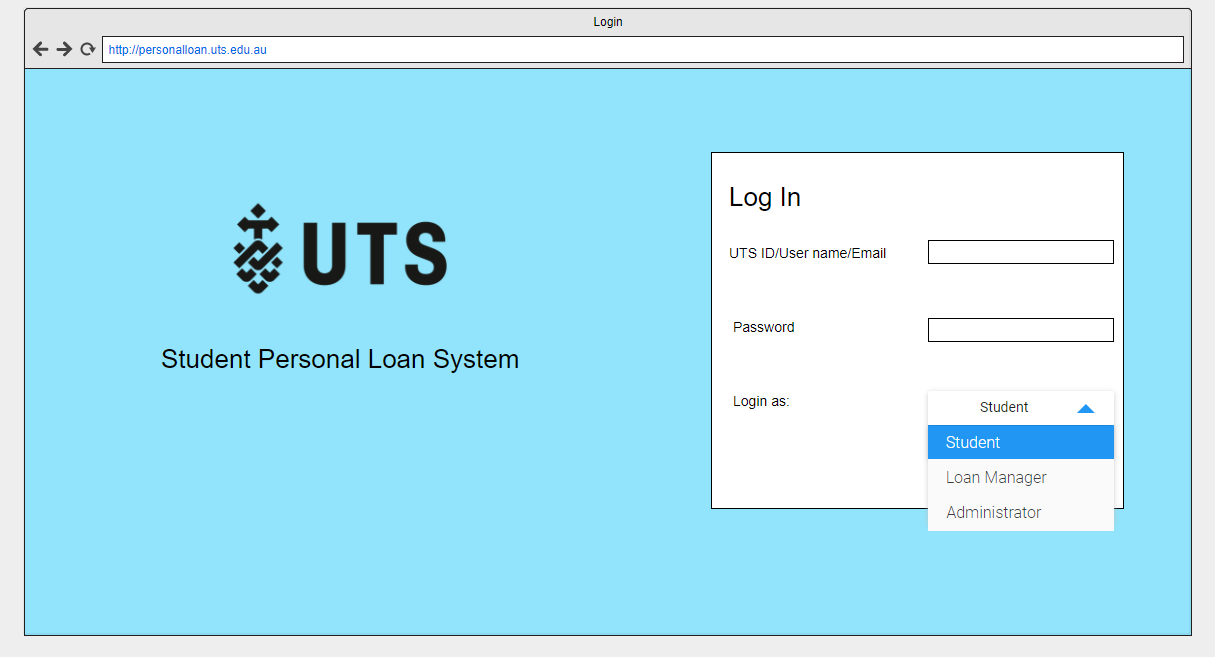 Login
http://personalloan.uts.edu.au
UTS
Student Personal Loan System
Log In
UTS ID/User name/Email
Password
Login as:
Student
Student
Loan Manager
Administrator